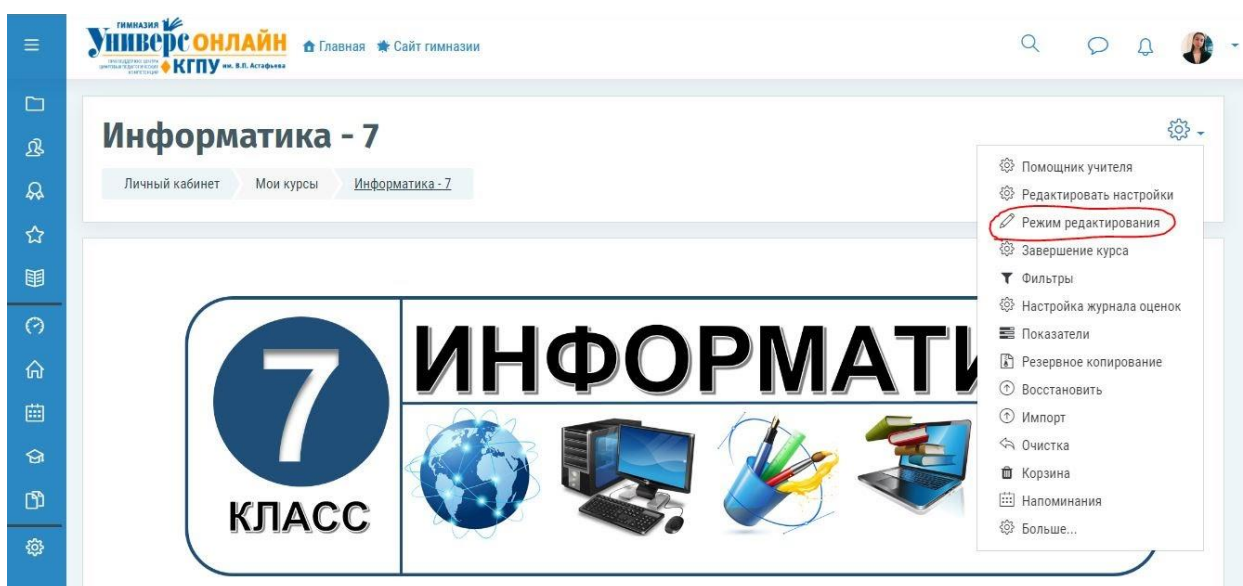 гимназия
Универс ОНЛАЙН
КГПУ им. В.П. Астафьева
Главная
Сайт гимназии
Информатика - 7
Личный кабинет
Мои курсы
Информатика - 7
Помощник учителя
Редактировать настройки
Режим редактирования
Завершение курса
Фильтры
Настройка журнала оценок
Показатели
Резервное копирование
Восстановить
Импорт
Очистка
Корзина
Напоминания
Больше...
7
КЛАСС
ИНФОРМАТИ